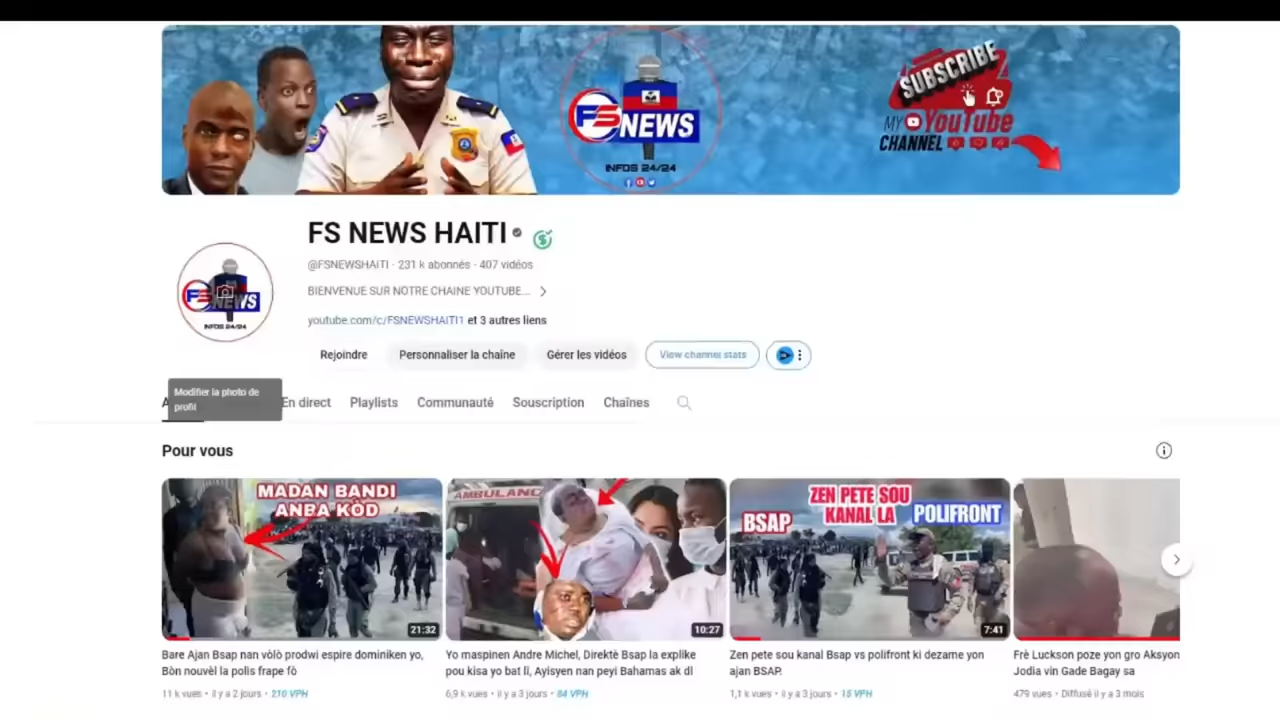 SUBSCRIBE
MY YouTube
CHANNEL
FS NEWS
INFOS 24/24
FS NEWS HAITI
@FSNEWSHAITI · 231 k abonnés · 407 vidéos
BIENVENUE SUR NOTRE CHAINE YOUTUBE...
youtube.com/c/FSNEWSHAITI1 et 3 autres liens
FS NEWS
INFOS 24/24
Rejoindre Personnaliser la chaîne Gérer les vidéos View channel stats
Modifier la photo de
profil
A En direct Playlists Communauté Souscription Chaînes
Pour vous
MADAN BANDI
ANBA KÒD
21:32
AMBULANC
10:27
ZEN PETE SOU
KANAL LA
BSAP
POLIFRONT
7:41
Bare Ajan Bsap nan vòlò prodwi espire dominiken yo,
Bòn nouvèl la polis frape fò
11 k vues • il y a 2 jours • 210 VPH
Yo maspinen Andre Michel, Direktè Bsap la eksplike
pou kisa yo bat li, Ayisyen nan peyi Bahamas ak di
6,9 k vues • il y a 3 jours • 84 VPH
Zen pete sou kanal Bsap vs polifront ki dezame yon
ajan BSAP.
1,1 k vues • il y a 3 jours • 15 VPH
Frè Luckson poze yon gro Aksyon
Jodia vin Gade Bagay sa
479 vues • Diffusé il y a 3 mois